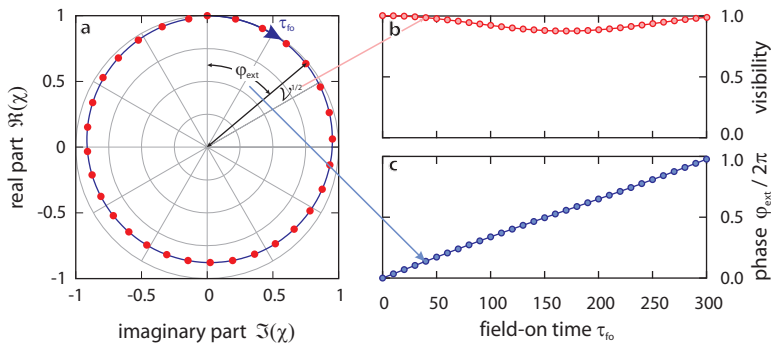 a
τfo
φext
𝒱1/2
1
0.5
0
-0.5
-1
-1
-0.5
0
0.5
1
real part ℜ(χ)
imaginary part ℑ(χ)
b
1.0
0.5
0.0
visibility
c
1.0
0.5
0.0
phase φext / 2π
0
50
100
150
200
250
300
field-on time τfo